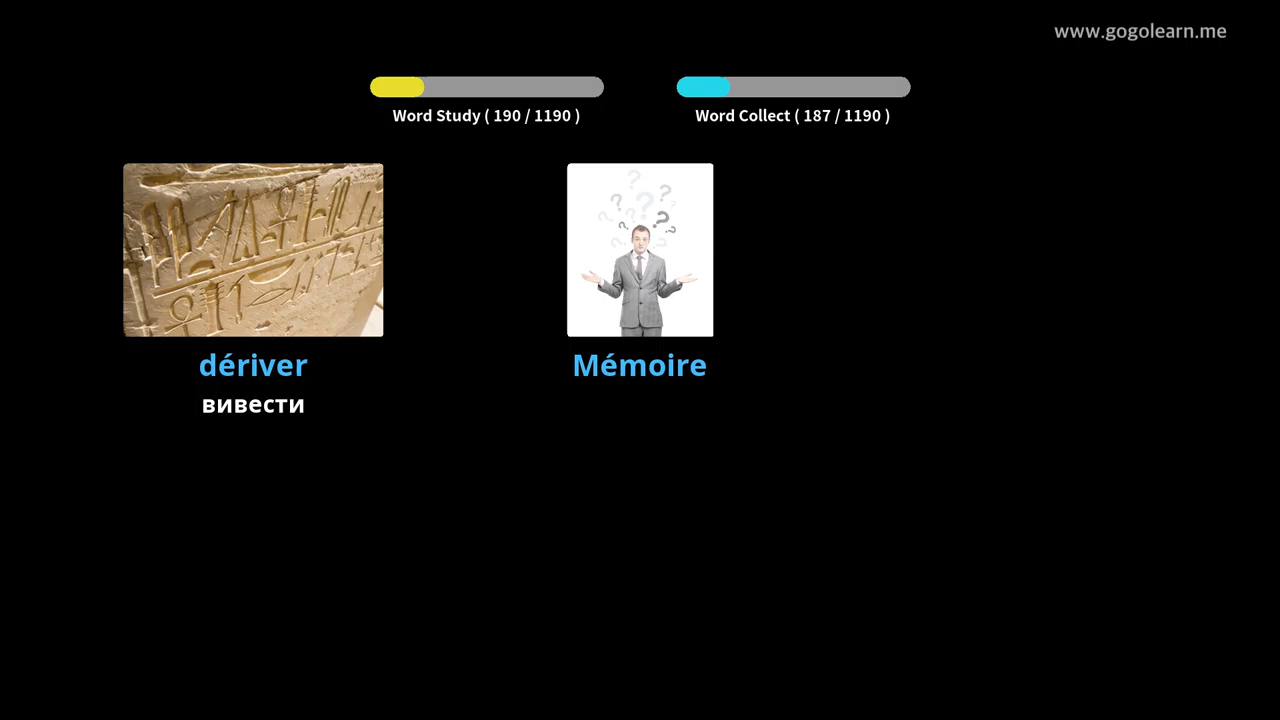 www.gogolearn.me
Word Study ( 190 / 1190 )
Word Collect ( 187 / 1190 )
dériver
вивести
Mémoire